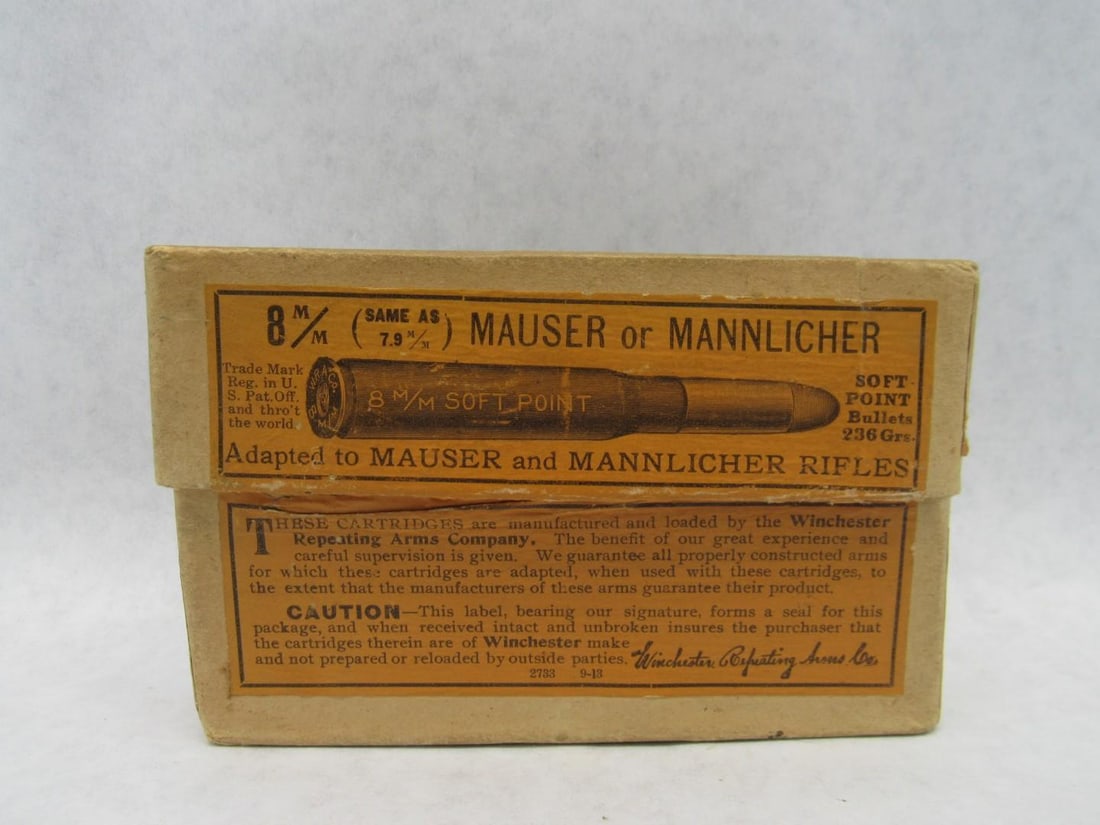 8 M/M (SAME AS 7.9 M/M) MAUSER or MANNLICHER
Trade Mark
Reg. in U.
S. Pat. Off.
and thro't
the world.
W.R.A.CO.
8 M/M SOFT POINT
SOFT
POINT
Bullets
236 Grs.
Adapted to MAUSER and MANNLICHER RIFLES
THESE CARTRIDGES are manufactured and loaded by the Winchester
Repeating Arms Company. The benefit of our great experience and
careful supervision is given. We guarantee all properly constructed arms
for which these cartridges are adapted, when used with these cartridges, to
the extent that the manufacturers of these arms guarantee their product.
CAUTION—This label, bearing our signature, forms a seal for this
package, and when received intact and unbroken insures the purchaser that
the cartridges therein are of Winchester make
and not prepared or reloaded by outside parties. Winchester Repeating Arms Co.
2733 9-13